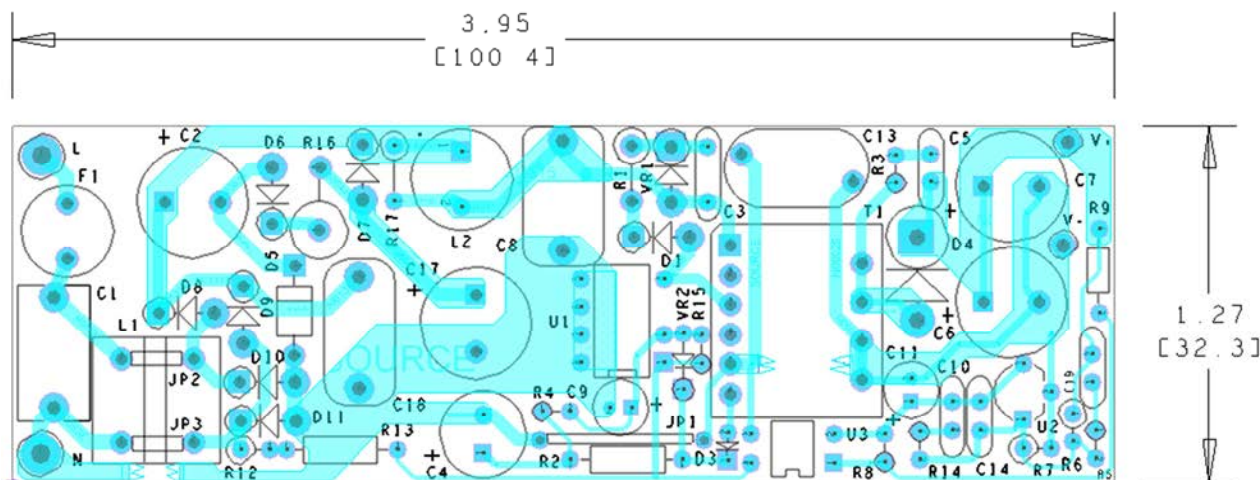 3.95
[100 4]
L
F1
+ C2
D6
R16
D7
R17
1
2
L2
C8
R1
VR1
C3
D1
C13
R3
C5
T1
+
D4
V+
C7
V-
R9
C1
L1
D8
D9
D5
C17
+
U1
VR2
R15
C6
+
1.27
[32.3]
JP2
D10
SOURCE
JP3
D11
C18
R4
C9
+
JP1
C11
C10
C19
N
R12
R13
C4
+
R2
D3
U3
R8
+
R14
C14
U2
R7
R6
R5